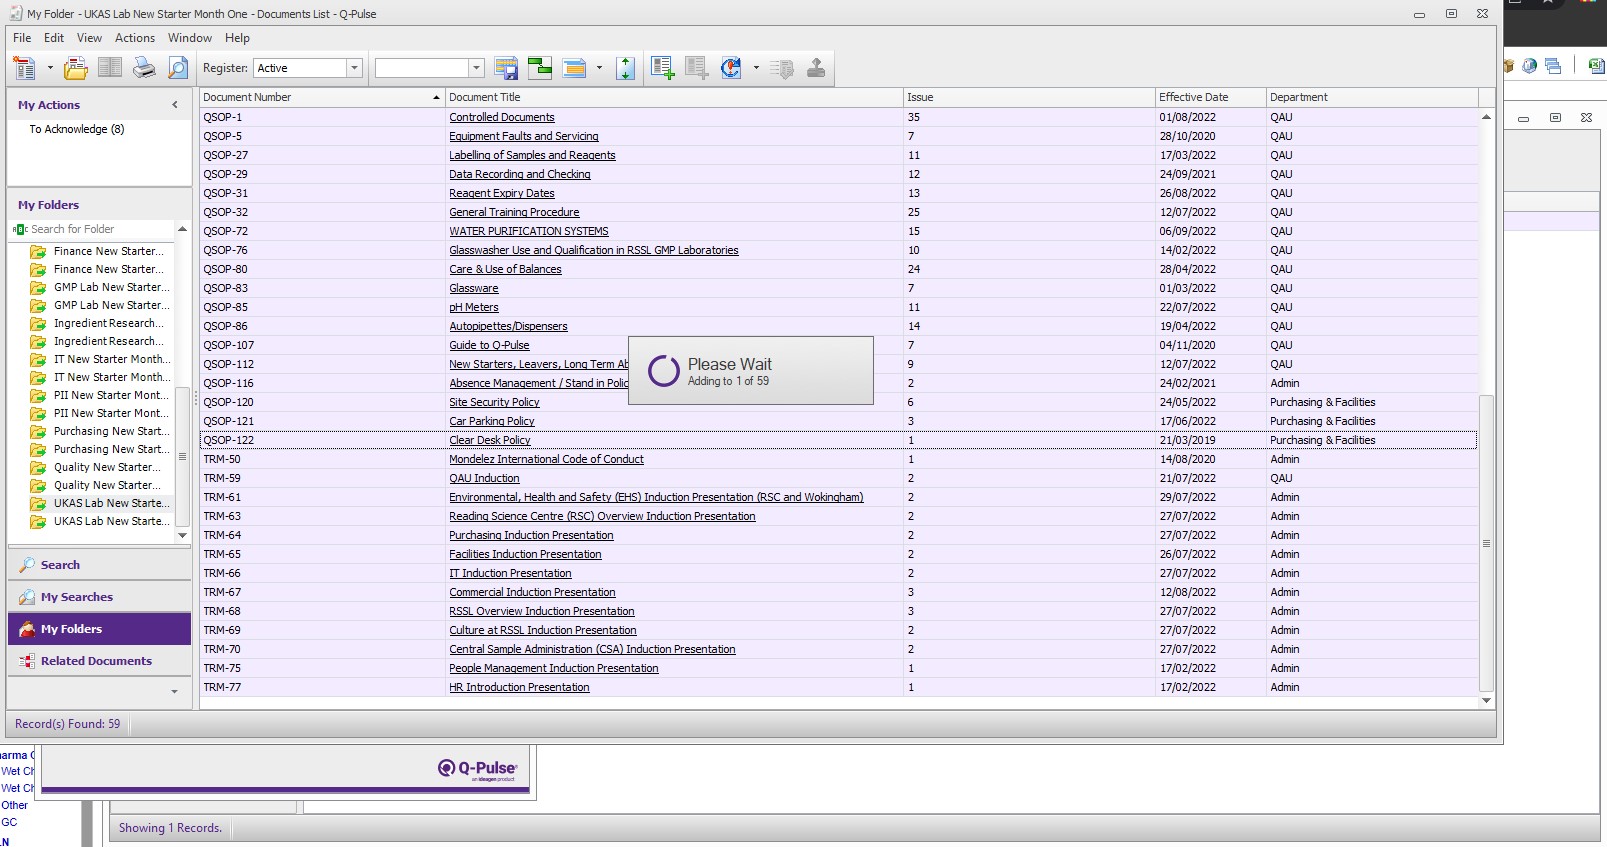 My Folder - UKAS Lab New Starter Month One - Documents List - Q-Pulse
File Edit View Actions Window Help
Register: Active
My Actions
To Acknowledge (8)
My Folders
Search for Folder
Finance New Starter...
Finance New Starter...
GMP Lab New Starter...
GMP Lab New Starter...
Ingredient Research...
Ingredient Research...
IT New Starter Month...
IT New Starter Month...
PII New Starter Mont...
PII New Starter Mont...
Purchasing New Start...
Purchasing New Start...
Quality New Starter...
Quality New Starter...
UKAS Lab New Starte...
UKAS Lab New Starte...
Search
My Searches
My Folders
Related Documents
Document Number Document Title Issue Effective Date Department
QSOP-1 Controlled Documents 35 01/08/2022 QAU
QSOP-5 Equipment Faults and Servicing 7 28/10/2020 QAU
QSOP-27 Labelling of Samples and Reagents 11 17/03/2022 QAU
QSOP-29 Data Recording and Checking 12 24/09/2021 QAU
QSOP-31 Reagent Expiry Dates 13 26/08/2022 QAU
QSOP-32 General Training Procedure 25 12/07/2022 QAU
QSOP-72 WATER PURIFICATION SYSTEMS 15 06/09/2022 QAU
QSOP-76 Glasswasher Use and Qualification in RSSL GMP Laboratories 10 14/02/2022 QAU
QSOP-80 Care & Use of Balances 24 28/04/2022 QAU
QSOP-83 Glassware 7 01/03/2022 QAU
QSOP-85 pH Meters 11 22/07/2022 QAU
QSOP-86 Autopipettes/Dispensers 14 19/04/2022 QAU
QSOP-107 Guide to Q-Pulse 7 04/11/2020 QAU
QSOP-112 New Starters, Leavers, Long Term Ab 9 12/07/2022 QAU
QSOP-116 Absence Management / Stand in Polic 2 24/02/2021 Admin
QSOP-120 Site Security Policy 6 24/05/2022 Purchasing & Facilities
QSOP-121 Car Parking Policy 3 17/06/2022 Purchasing & Facilities
QSOP-122 Clear Desk Policy 1 21/03/2019 Purchasing & Facilities
TRM-50 Mondelez International Code of Conduct 1 14/08/2020 Admin
TRM-59 QAU Induction 2 21/07/2022 QAU
TRM-61 Environmental, Health and Safety (EHS) Induction Presentation (RSC and Wokingham) 2 29/07/2022 Admin
TRM-63 Reading Science Centre (RSC) Overview Induction Presentation 2 27/07/2022 Admin
TRM-64 Purchasing Induction Presentation 2 27/07/2022 Admin
TRM-65 Facilities Induction Presentation 2 26/07/2022 Admin
TRM-66 IT Induction Presentation 2 27/07/2022 Admin
TRM-67 Commercial Induction Presentation 3 12/08/2022 Admin
TRM-68 RSSL Overview Induction Presentation 3 27/07/2022 Admin
TRM-69 Culture at RSSL Induction Presentation 2 27/07/2022 Admin
TRM-70 Central Sample Administration (CSA) Induction Presentation 2 27/07/2022 Admin
TRM-75 People Management Induction Presentation 1 17/02/2022 Admin
TRM-77 HR Introduction Presentation 1 17/02/2022 Admin
Please Wait
Adding to 1 of 59
Record(s) Found: 59
arma C
Wet Ch
Wet Ch
Other
GC
LN
Q-Pulse
an ideagen product
Showing 1 Records.